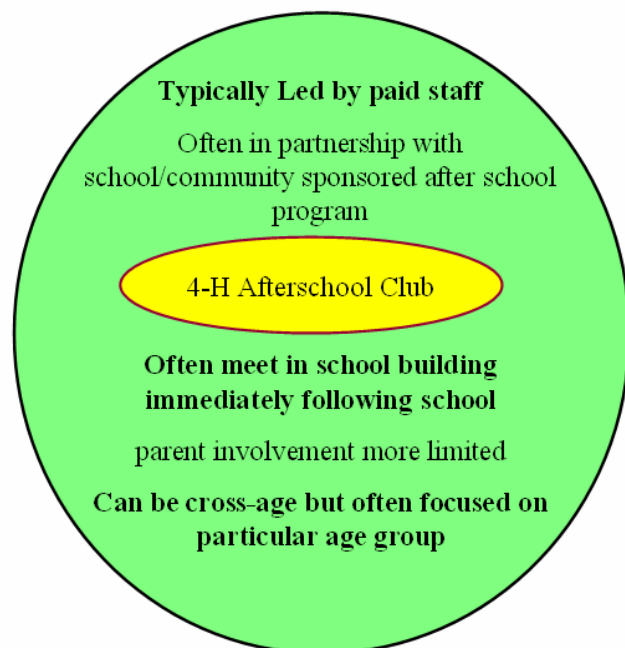 Typically Led by paid staff
Often in partnership with
school/community sponsored after school
program
4-H Afterschool Club
Often meet in school building
immediately following school
parent involvement more limited
Can be cross-age but often focused on
particular age group